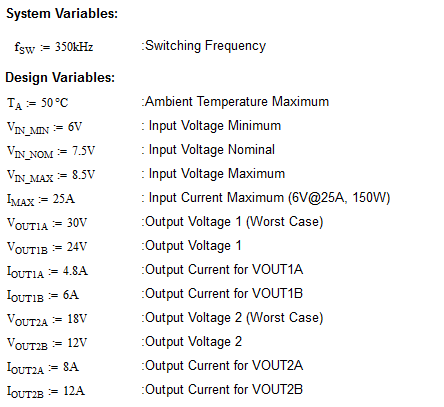 System Variables:
fSW := 350kHz :Switching Frequency
Design Variables:
TA := 50 °C :Ambient Temperature Maximum
VIN_MIN := 6V : Input Voltage Minimum
VIN_NOM := 7.5V : Input Voltage Nominal
VIN_MAX := 8.5V : Input Voltage Maximum
IMAX := 25A : Input Current Maximum (6V@25A, 150W)
VOUT1A := 30V :Output Voltage 1 (Worst Case)
VOUT1B := 24V :Output Voltage 1
IOUT1A := 4.8A :Output Current for VOUT1A
IOUT1B := 6A :Output Current for VOUT1B
VOUT2A := 18V :Output Voltage 2 (Worst Case)
VOUT2B := 12V :Output Voltage 2
IOUT2A := 8A :Output Current for VOUT2A
IOUT2B := 12A :Output Current for VOUT2B